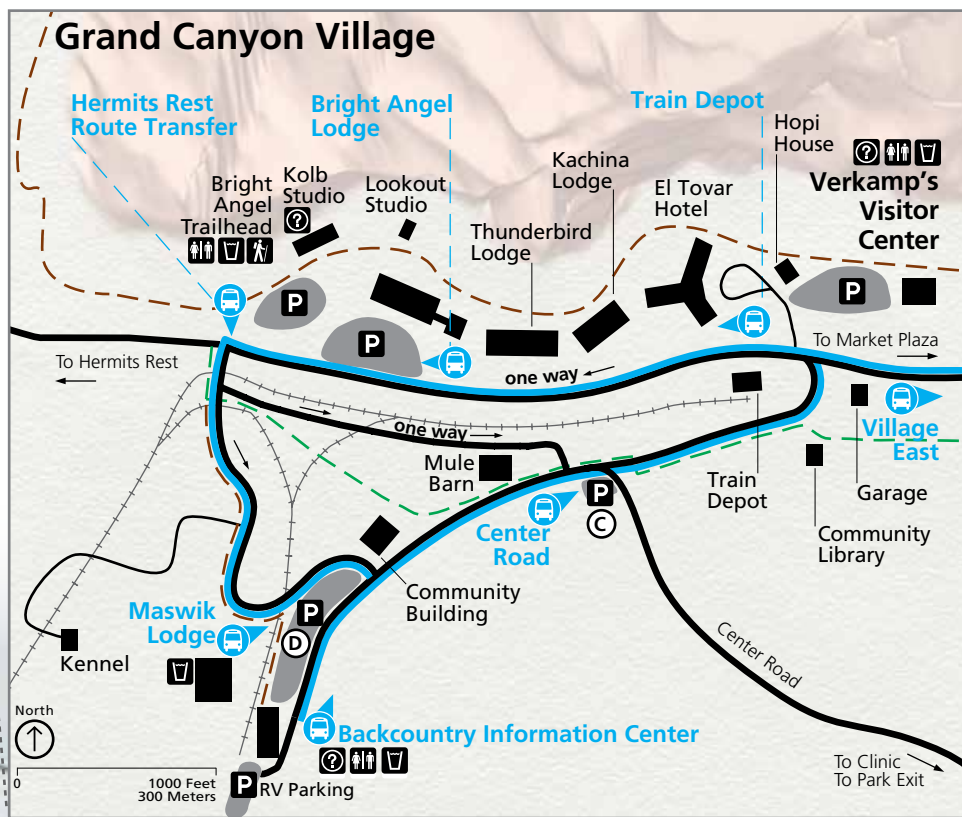 Grand Canyon Village
Hermits Rest
Route Transfer
Bright Angel
Lodge
Train Depot
Hopi
House
Verkamp's
Visitor
Center
Bright
Angel
Trailhead
Kolb
Studio
Lookout
Studio
Kachina
Lodge
El Tovar
Hotel
Thunderbird
Lodge
P
P
P
To Hermits Rest
To Market Plaza
one way
one way
Village
East
Mule
Barn
Train
Depot
Garage
Community
Library
Center
Road
P
C
Community
Building
Maswik
Lodge
P
D
Kennel
Center Road
Backcountry Information Center
North
0
1000 Feet
300 Meters
P
RV Parking
To Clinic
To Park Exit